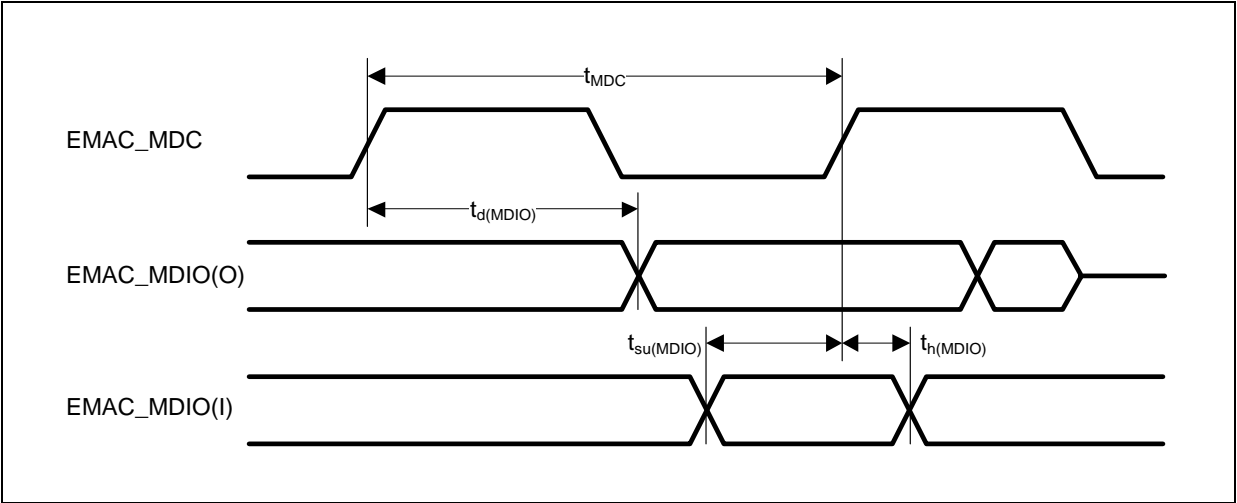 tMDC
EMAC_MDC
td(MDIO)
EMAC_MDIO(O)
tsu(MDIO) th(MDIO)
EMAC_MDIO(I)